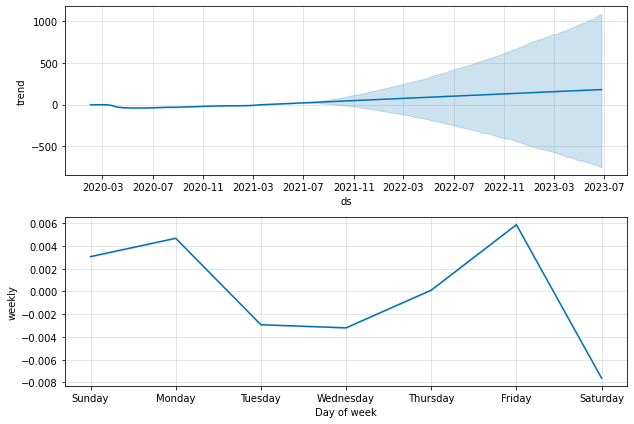 1000
500
0
−500
trend
2020-03 2020-07 2020-11 2021-03 2021-07 2021-11 2022-03 2022-07 2022-11 2023-03 2023-07
ds
0.006
0.004
0.002
0.000
−0.002
−0.004
−0.006
−0.008
weekly
Sunday Monday Tuesday Wednesday Thursday Friday Saturday
Day of week